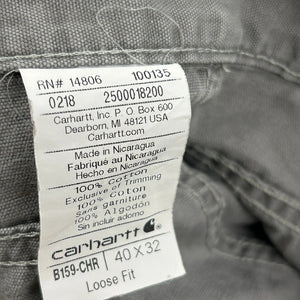 RN# 14806 100135
0218 2500018200
Carhartt, Inc. P O Box 600
Dearborn, MI 48121 USA
Carhartt.com
Made in Nicaragua
Fabriqué au Nicaragua
Hecho en Nicaragua
100% Cotton
Exclusive of Trimming
100% Coton
Sans garniture
100% Algodón
Sin incluir adorno
carhartt
B159-CHR 40 X 32
Loose Fit